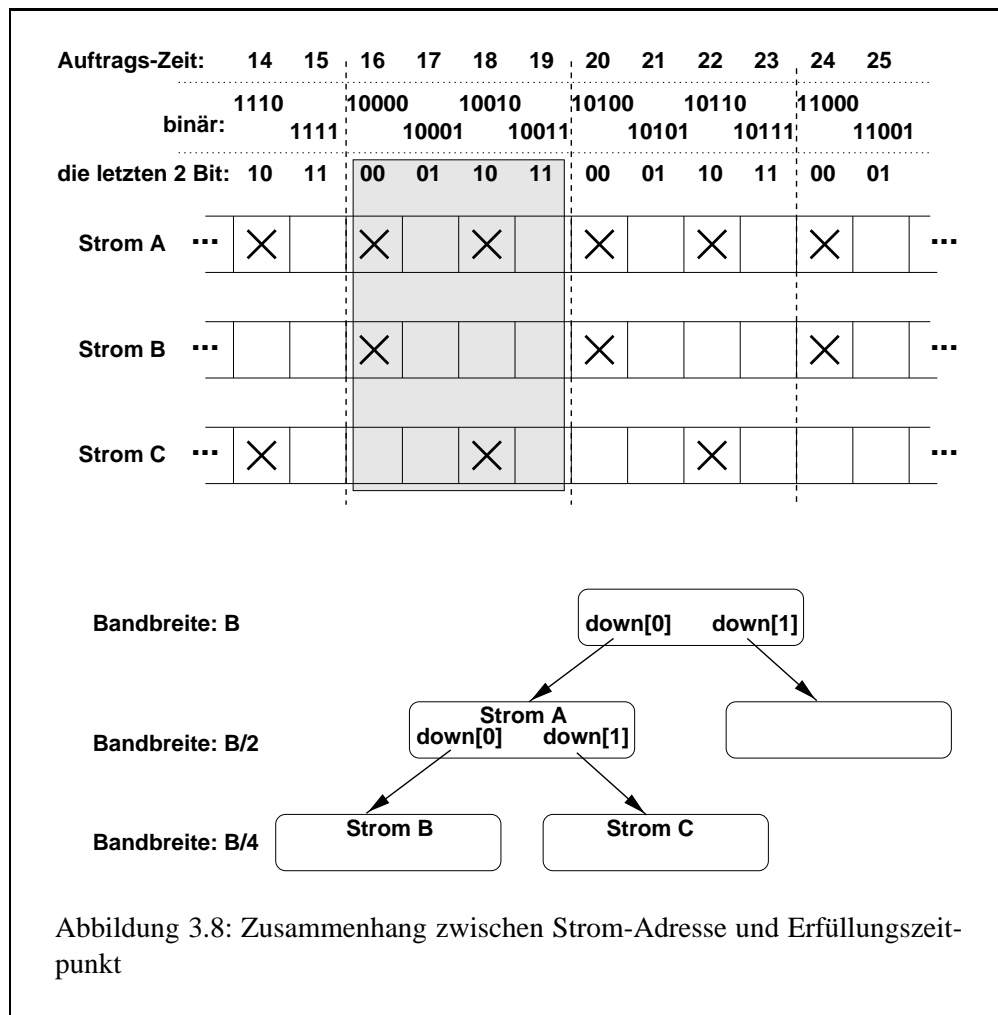 Auftrags-Zeit: 14 15 16 17 18 19 20 21 22 23 24 25
1110 10000 10010 10100 10110 11000
binär:
1111 10001 10011 10101 10111 11001
die letzten 2 Bit: 10 11 00 01 10 11 00 01 10 11 00 01
Strom A ... ...
Strom B ... ...
Strom C ... ...
Bandbreite: B down[0] down[1]
Strom A
Bandbreite: B/2 down[0] down[1]
Strom B Strom C
Bandbreite: B/4
Abbildung 3.8: Zusammenhang zwischen Strom-Adresse und Erfüllungszeit-
punkt